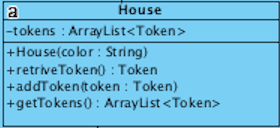 a House
-tokens : ArrayList<Token>
+House(color : String)
+retriveToken() : Token
+addToken(token : Token)
+getTokens() : ArrayList<Token>